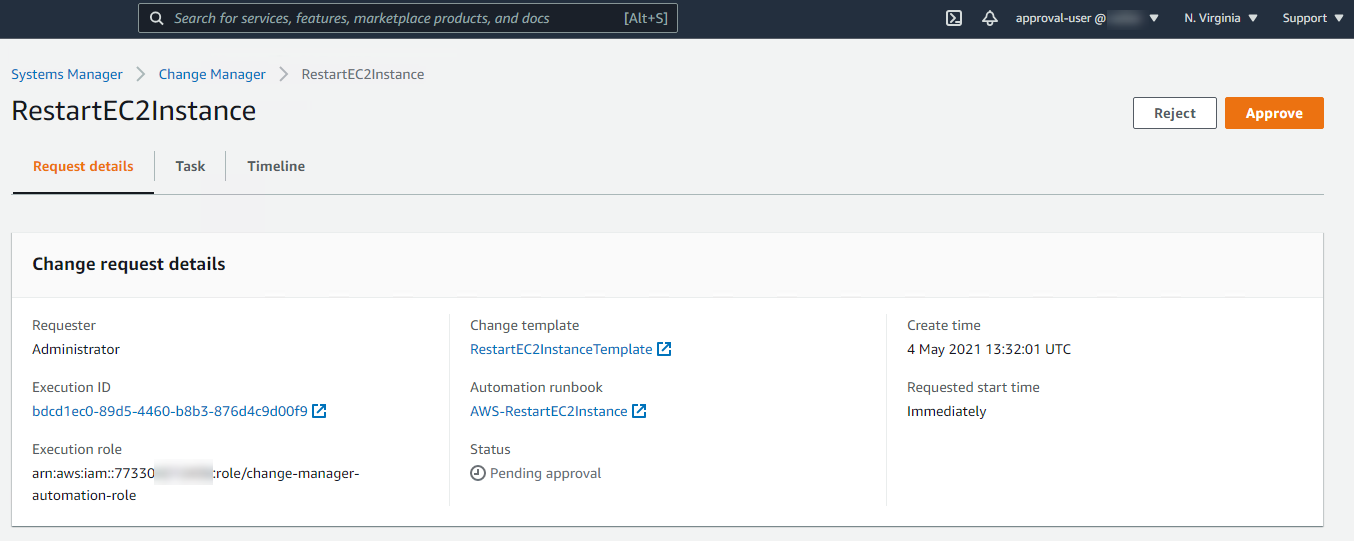 Search for services, features, marketplace products, and docs [Alt+S] approval-user @ N. Virginia Support
Systems Manager Change Manager RestartEC2Instance
RestartEC2Instance
Reject Approve
Request details Task Timeline
Change request details
Requester
Administrator
Execution ID
bdcd1ec0-89d5-4460-b8b3-876d4c9d00f9
Execution role
arn:aws:iam::77330 :role/change-manager-
automation-role
Change template
RestartEC2InstanceTemplate
Automation runbook
AWS-RestartEC2Instance
Status
Pending approval
Create time
4 May 2021 13:32:01 UTC
Requested start time
Immediately